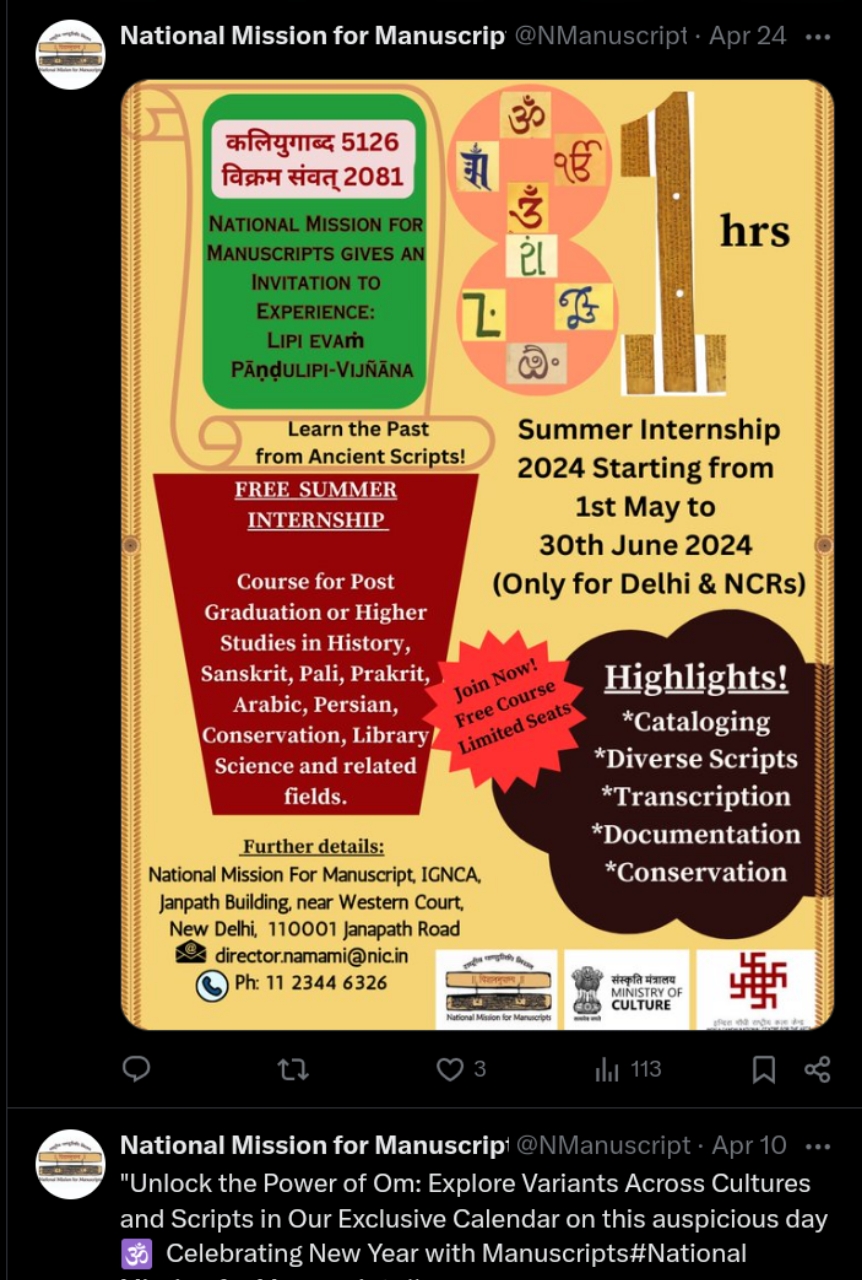 National Mission for Manuscrip @NManuscript · Apr 24
कलियुगाब्द 5126
विक्रम संवत् 2081
NATIONAL MISSION FOR
MANUSCRIPTS GIVES AN
INVITATION TO
EXPERIENCE:
LIPI EVAṁ
PāṇḍULIPI-VIJÑĀNA
Learn the Past
from Ancient Scripts!
ॐ
ੴ
81 hrs
Summer Internship
2024 Starting from
1st May to
30th June 2024
(Only for Delhi & NCRs)
FREE SUMMER
INTERNSHIP
Course for Post
Graduation or Higher
Studies in History,
Sanskrit, Pali, Prakrit,
Arabic, Persian,
Conservation, Library
Science and related
fields.
Join Now!
Free Course
Limited Seats
Highlights!
*Cataloging
*Diverse Scripts
*Transcription
*Documentation
*Conservation
Further details:
National Mission For Manuscript, IGNCA,
Janpath Building, near Western Court,
New Delhi, 110001 Janapath Road
director.namami@nic.in
Ph: 11 2344 6326
National Mission for Manuscripts
संस्कृति मंत्रालय
MINISTRY OF
CULTURE
3
113
National Mission for Manuscrip @NManuscript · Apr 10
"Unlock the Power of Om: Explore Variants Across Cultures
and Scripts in Our Exclusive Calendar on this auspicious day
🕉 Celebrating New Year with Manuscripts#National